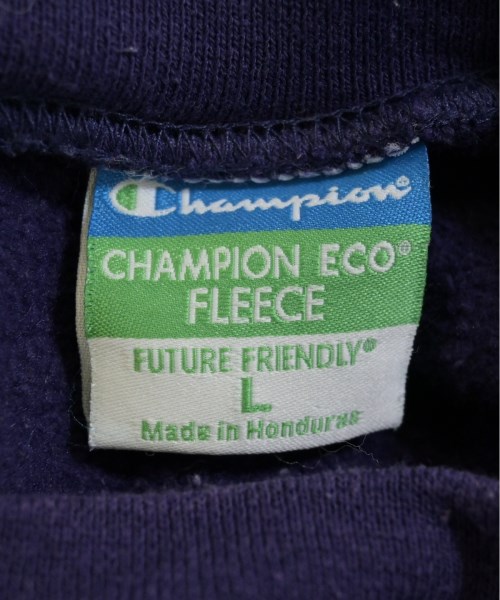 Champion®
CHAMPION ECO®
FLEECE
FUTURE FRIENDLY®
L
Made in Honduras